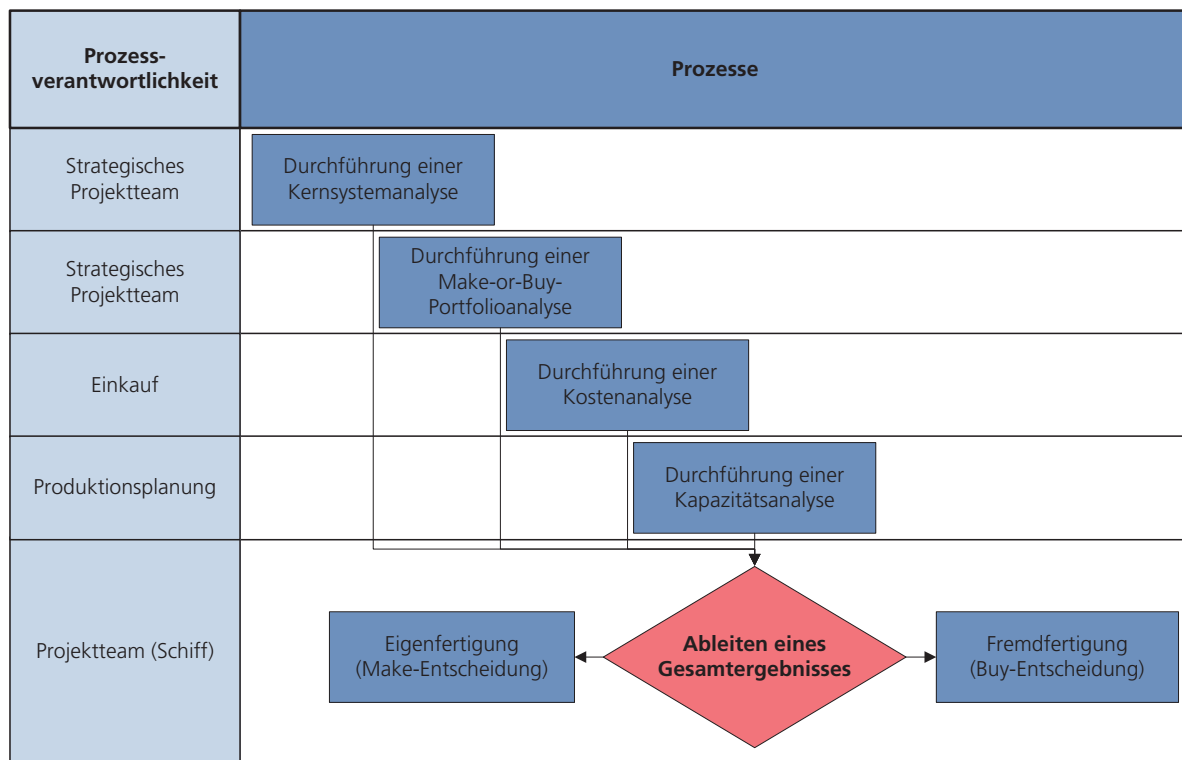 Prozess-
verantwortlichkeit
Prozesse
Strategisches
Projektteam
Durchführung einer
Kernsystemanalyse
Strategisches
Projektteam
Durchführung einer
Make-or-Buy-
Portfolioanalyse
Einkauf
Durchführung einer
Kostenanalyse
Produktionsplanung
Durchführung einer
Kapazitätsanalyse
Projektteam (Schiff)
Eigenfertigung
(Make-Entscheidung)
Ableiten eines
Gesamtergebnisses
Fremdfertigung
(Buy-Entscheidung)